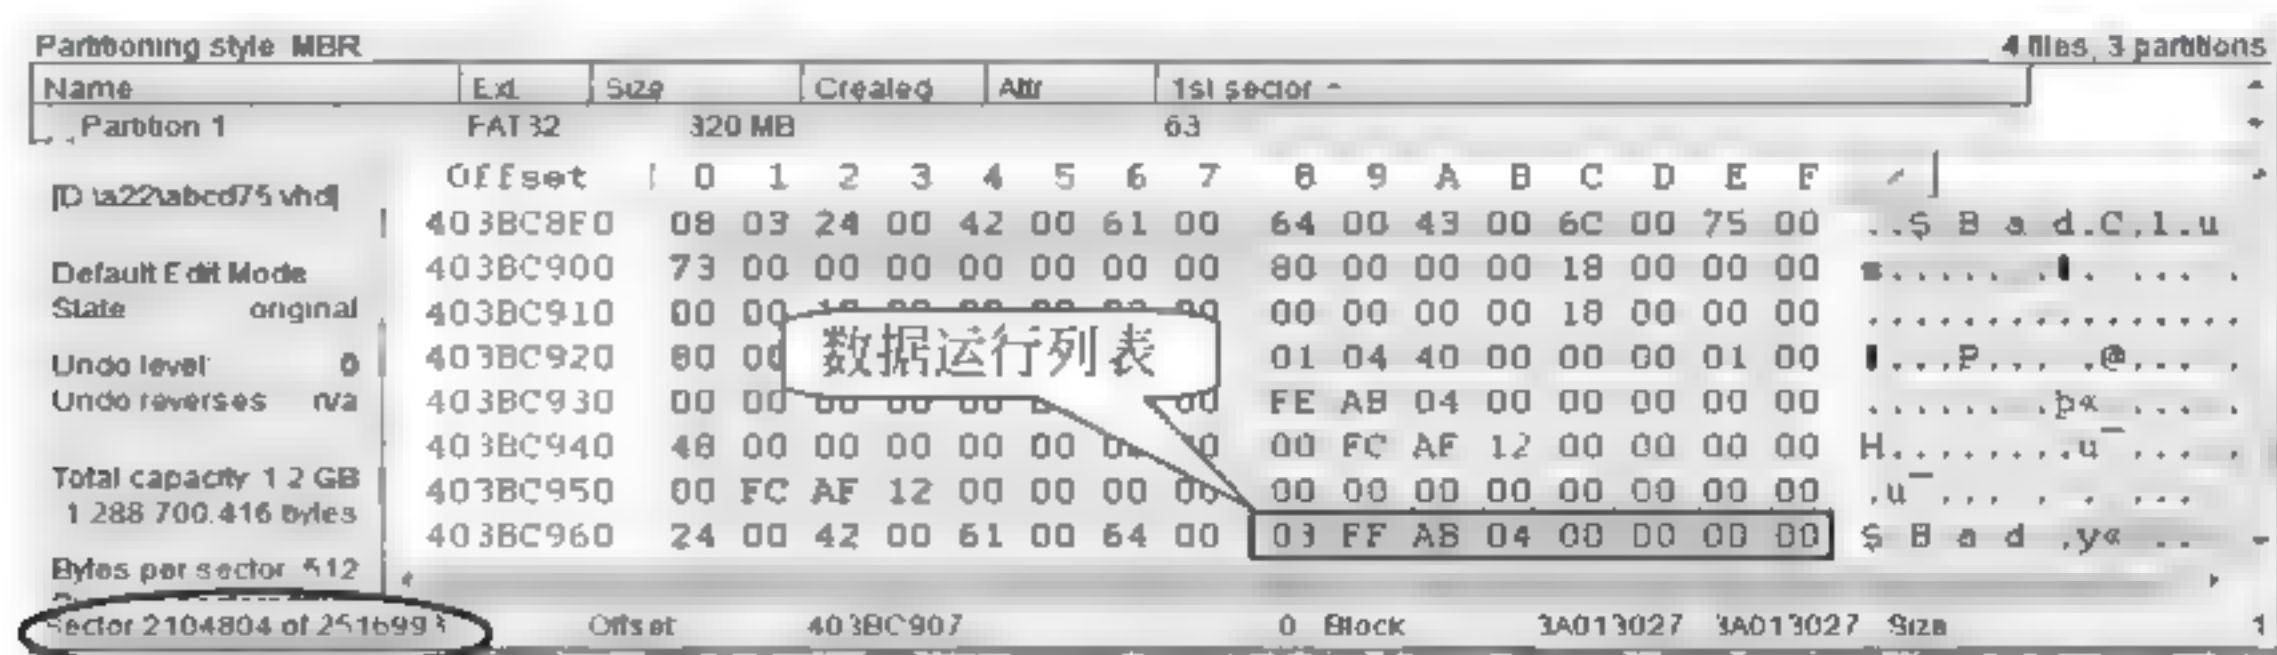 Partitioning style MBR 4 files, 3 partitions
Name Ext. Size Created Attr 1st sector
Partition 1 FAT32 320 MB 63
[D:\a22\abcd75.vhd]
Default Edit Mode
State original
Undo level: 0
Undo reverses n/a
Total capacity 1.2 GB
1 288 700.416 bytes
Bytes per sector 512
Offset 0 1 2 3 4 5 6 7 8 9 A B C D E F
403BC8F0 08 03 24 00 42 00 61 00 64 00 43 00 6C 00 75 00 ..$ B a d.C.l.u
403BC900 73 00 00 00 00 00 00 00 80 00 00 00 18 00 00 00
403BC910 00 00 00 00 00 00 18 00 00 00
403BC920 80 00 01 04 40 00 00 00 01 00
403BC930 00 00 00 00 00 00 FE AB 04 00 00 00 00 00
403BC940 48 00 00 00 00 00 00 00 00 FC AF 12 00 00 00 00
403BC950 00 FC AF 12 00 00 00 00 00 00 00 00 00 00 00 00
403BC960 24 00 42 00 61 00 64 00 03 FF AB 04 00 00 00 00 $ B a d .y« ..
数据运行列表
Sector 2104804 of 2516993 Offset 403BC907 0 Block 3A013027 3A013027 Size 1